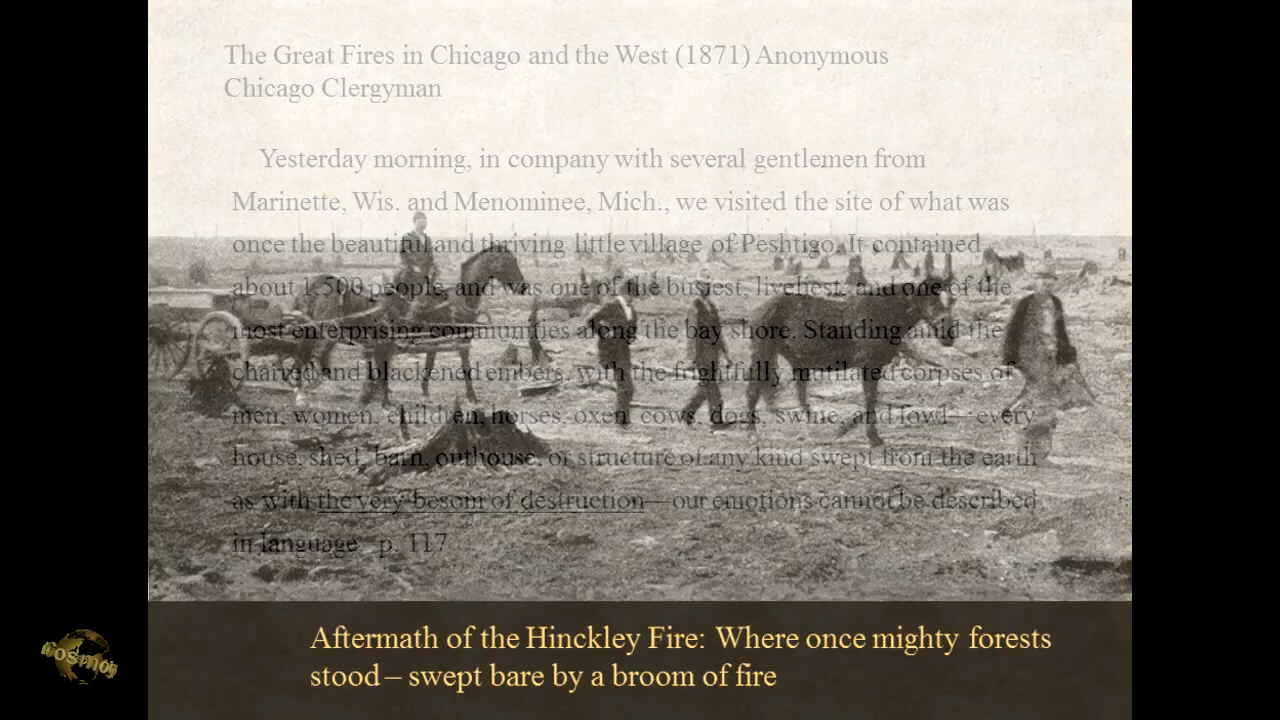 The Great Fires in Chicago and the West (1871) Anonymous
Chicago Clergyman
Yesterday morning, in company with several gentlemen from
Marinette, Wis. and Menominee, Mich., we visited the site of what was
once the beautiful and thriving little village of Peshtigo. It contained
about 1,500 people, and was one of the busiest, liveliest, and one of the
most enterprising communities along the bay shore. Standing amid the
charred and blackened embers, with the frightfully mutilated corpses of
men, women, children, horses, oxen, cows, dogs, swine, and fowl— every
house, shed, barn, outhouse, or structure of any kind swept from the earth
as with the very besom of destruction—our emotions cannot be described
in language. p. 117
Aftermath of the Hinckley Fire: Where once mighty forests
stood – swept bare by a broom of fire
COSMOS